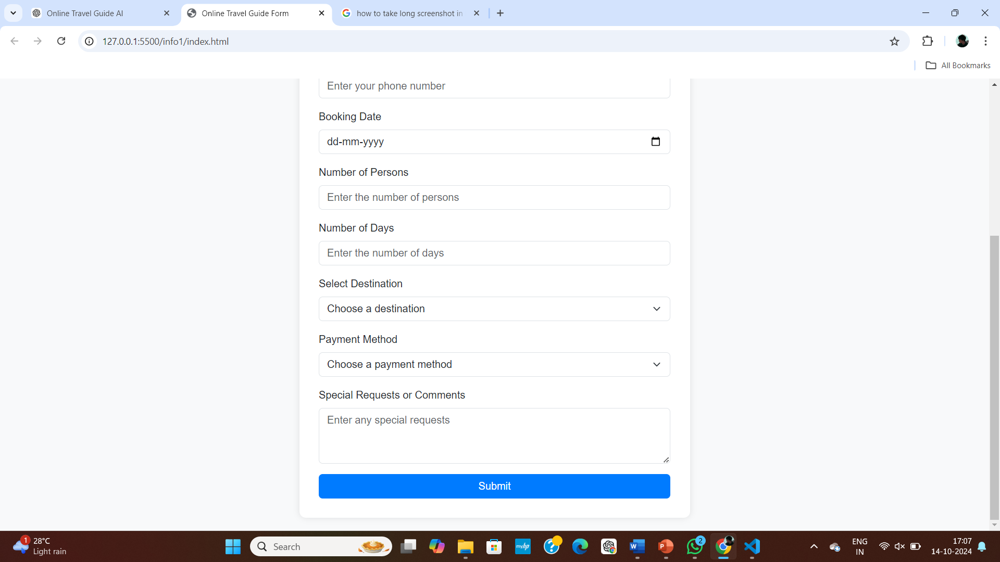 Online Travel Guide AI
Online Travel Guide Form
how to take long screenshot in
127.0.0.1:5500/info1/index.html
All Bookmarks
Enter your phone number
Booking Date
dd-mm-yyyy
Number of Persons
Enter the number of persons
Number of Days
Enter the number of days
Select Destination
Choose a destination
Payment Method
Choose a payment method
Special Requests or Comments
Enter any special requests
Submit
1
28°C
Light rain
Search
myhp
W
P
2
ENG
IN
17:07
14-10-2024